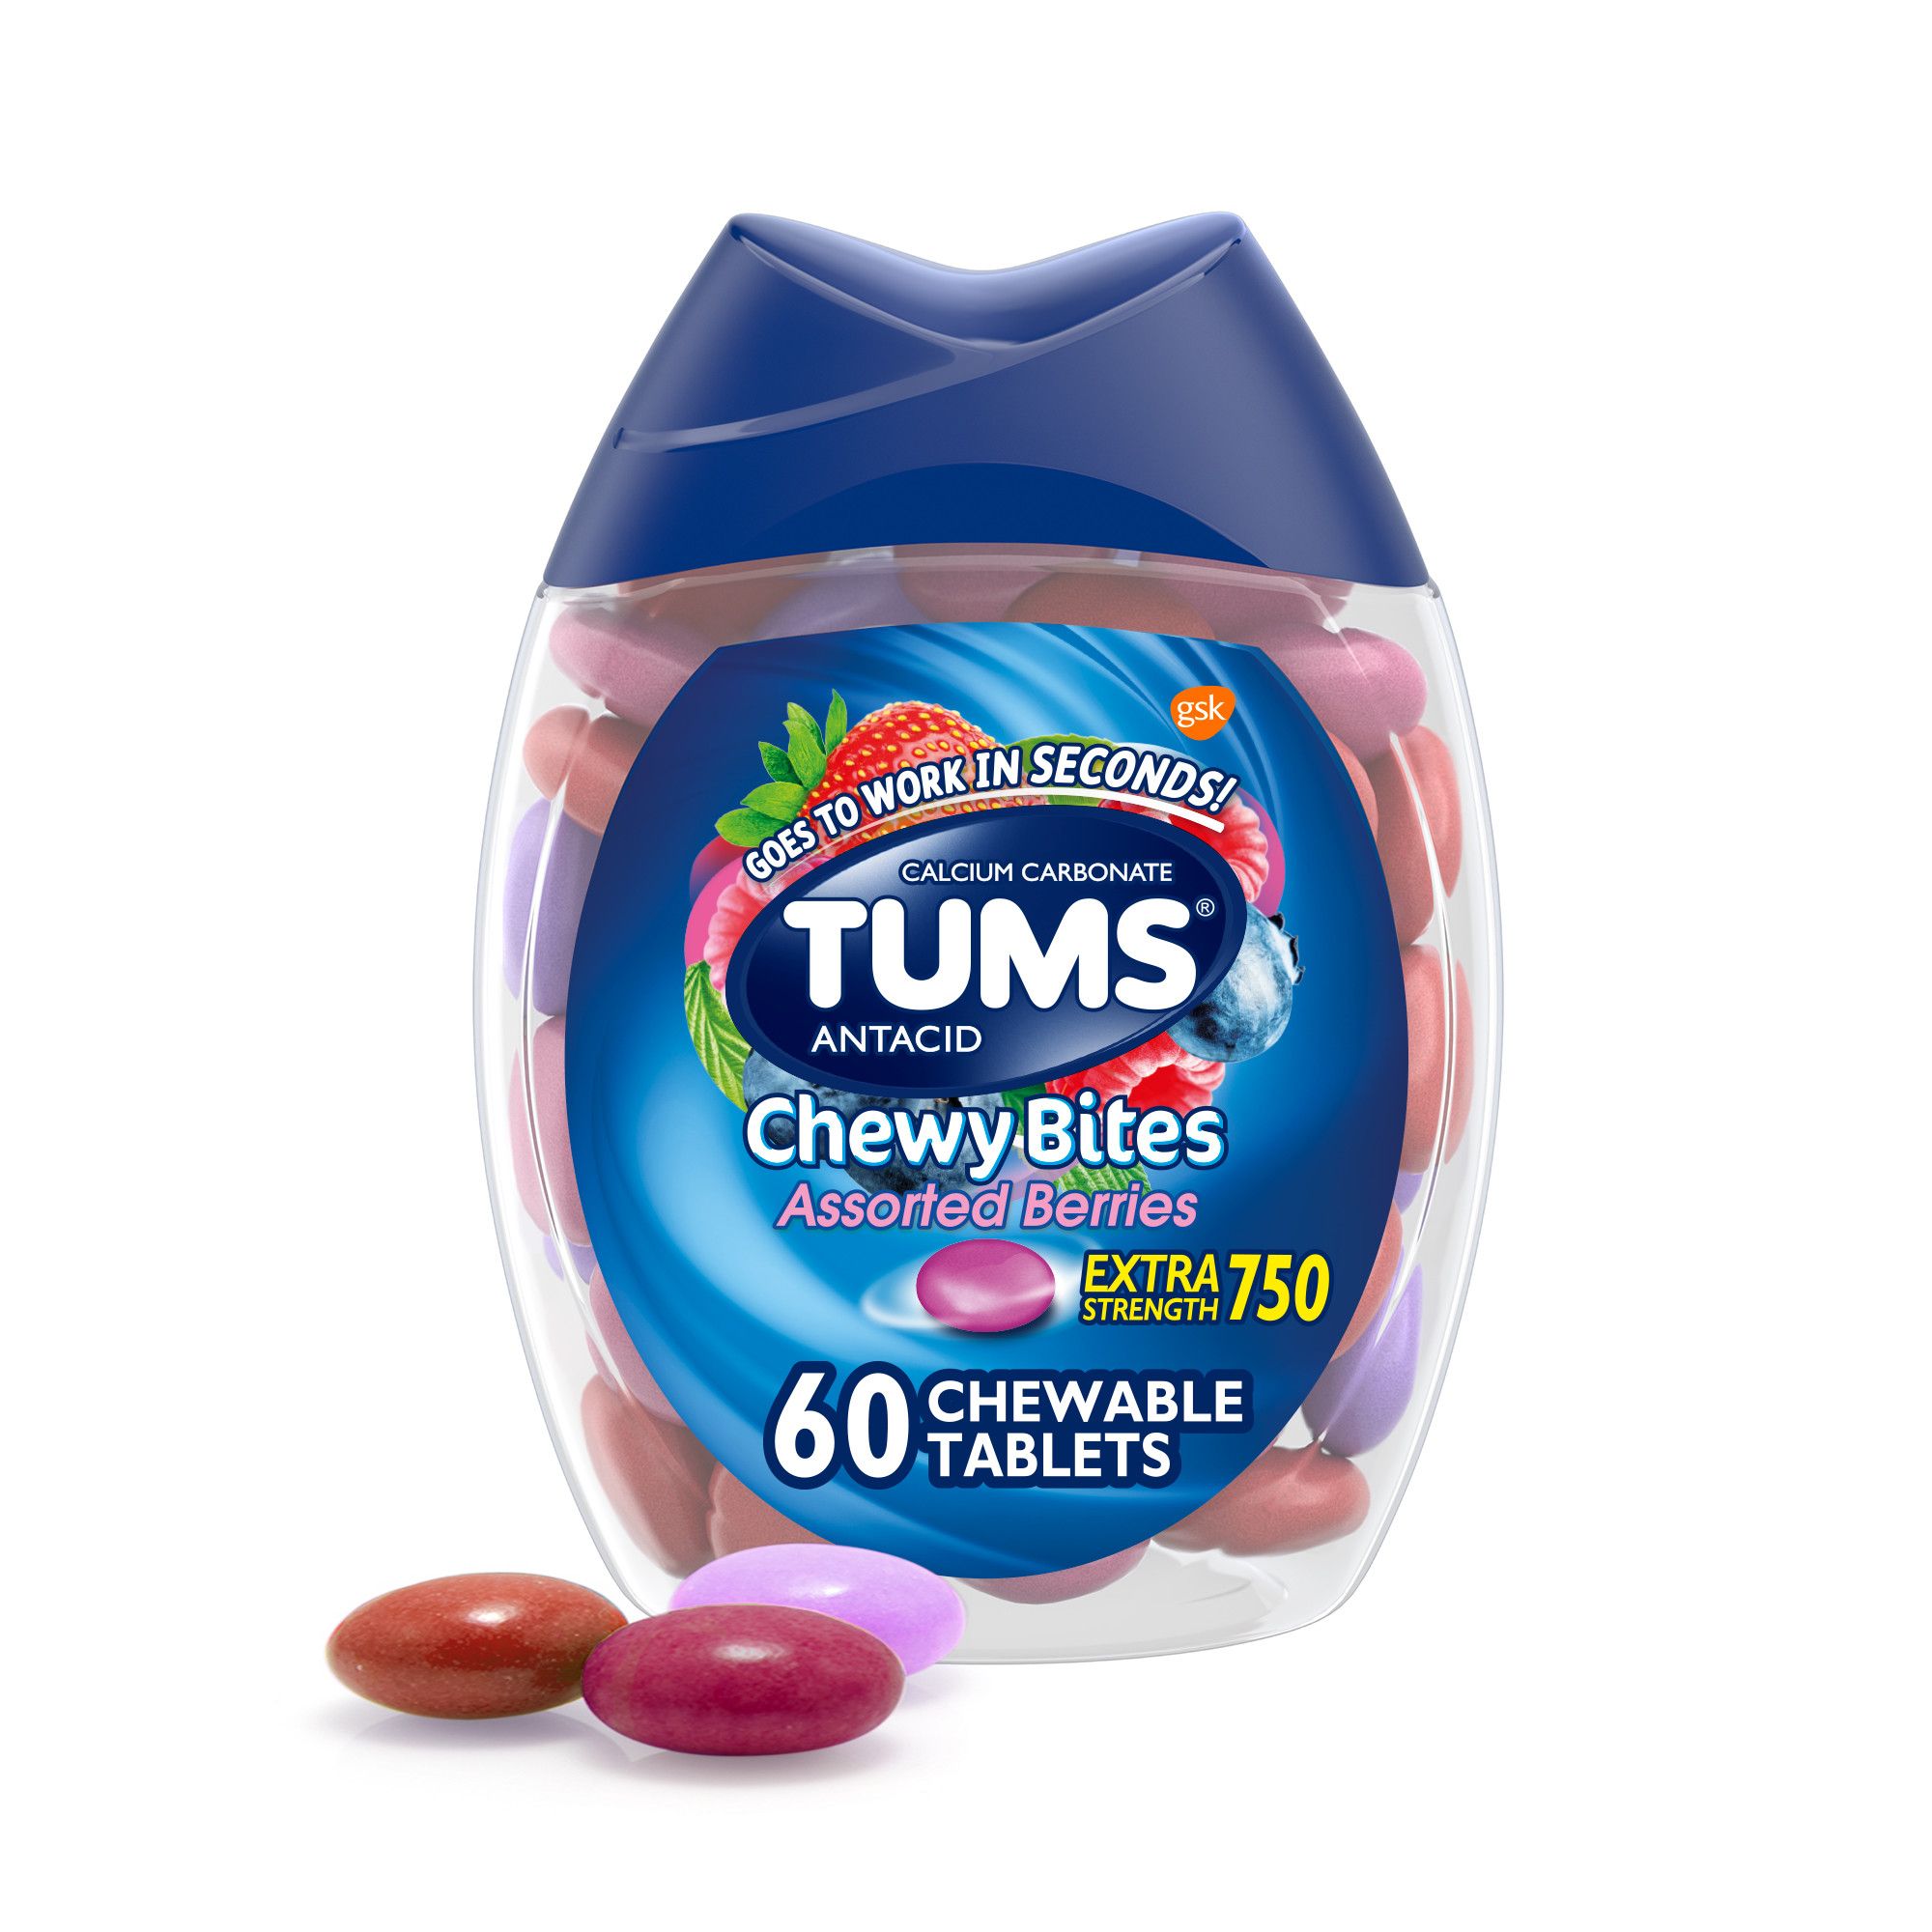 gsk
GOES TO WORK IN SECONDS!
CALCIUM CARBONATE
TUMS®
ANTACID
Chewy Bites
Assorted Berries
EXTRA STRENGTH 750
60 CHEWABLE
TABLETS